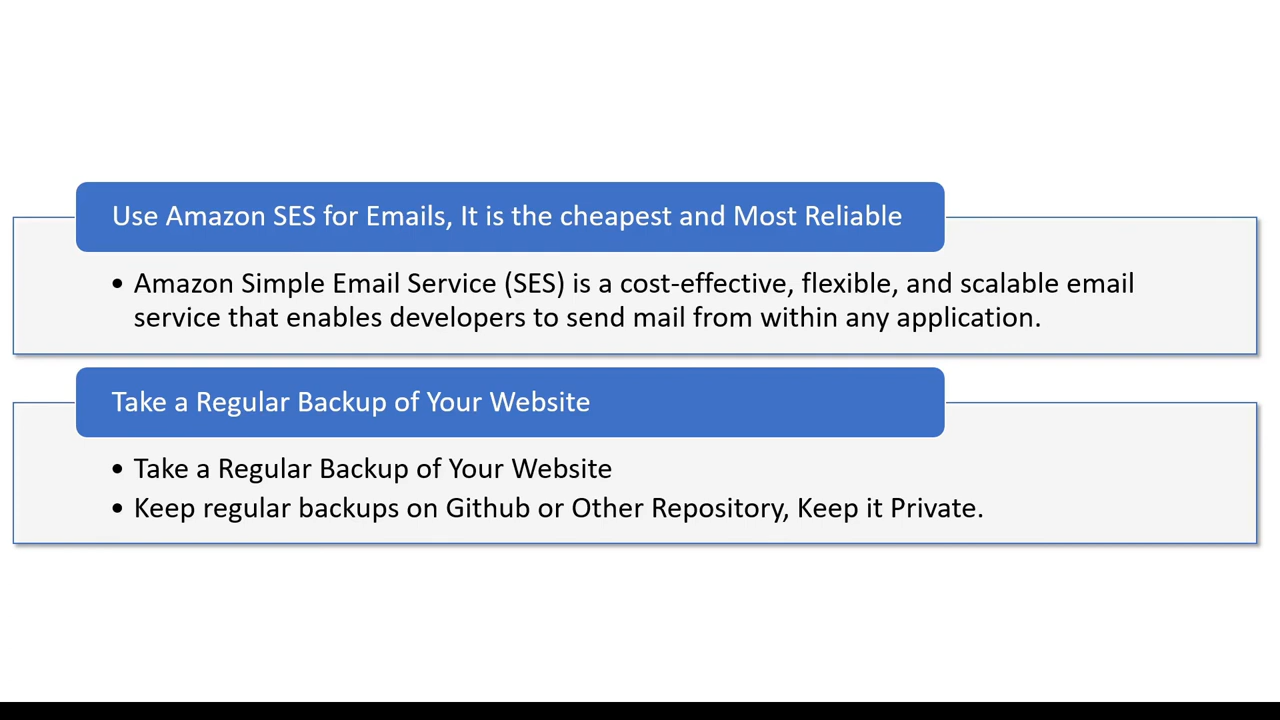 Use Amazon SES for Emails, It is the cheapest and Most Reliable
• Amazon Simple Email Service (SES) is a cost-effective, flexible, and scalable email
service that enables developers to send mail from within any application.
Take a Regular Backup of Your Website
• Take a Regular Backup of Your Website
• Keep regular backups on Github or Other Repository, Keep it Private.